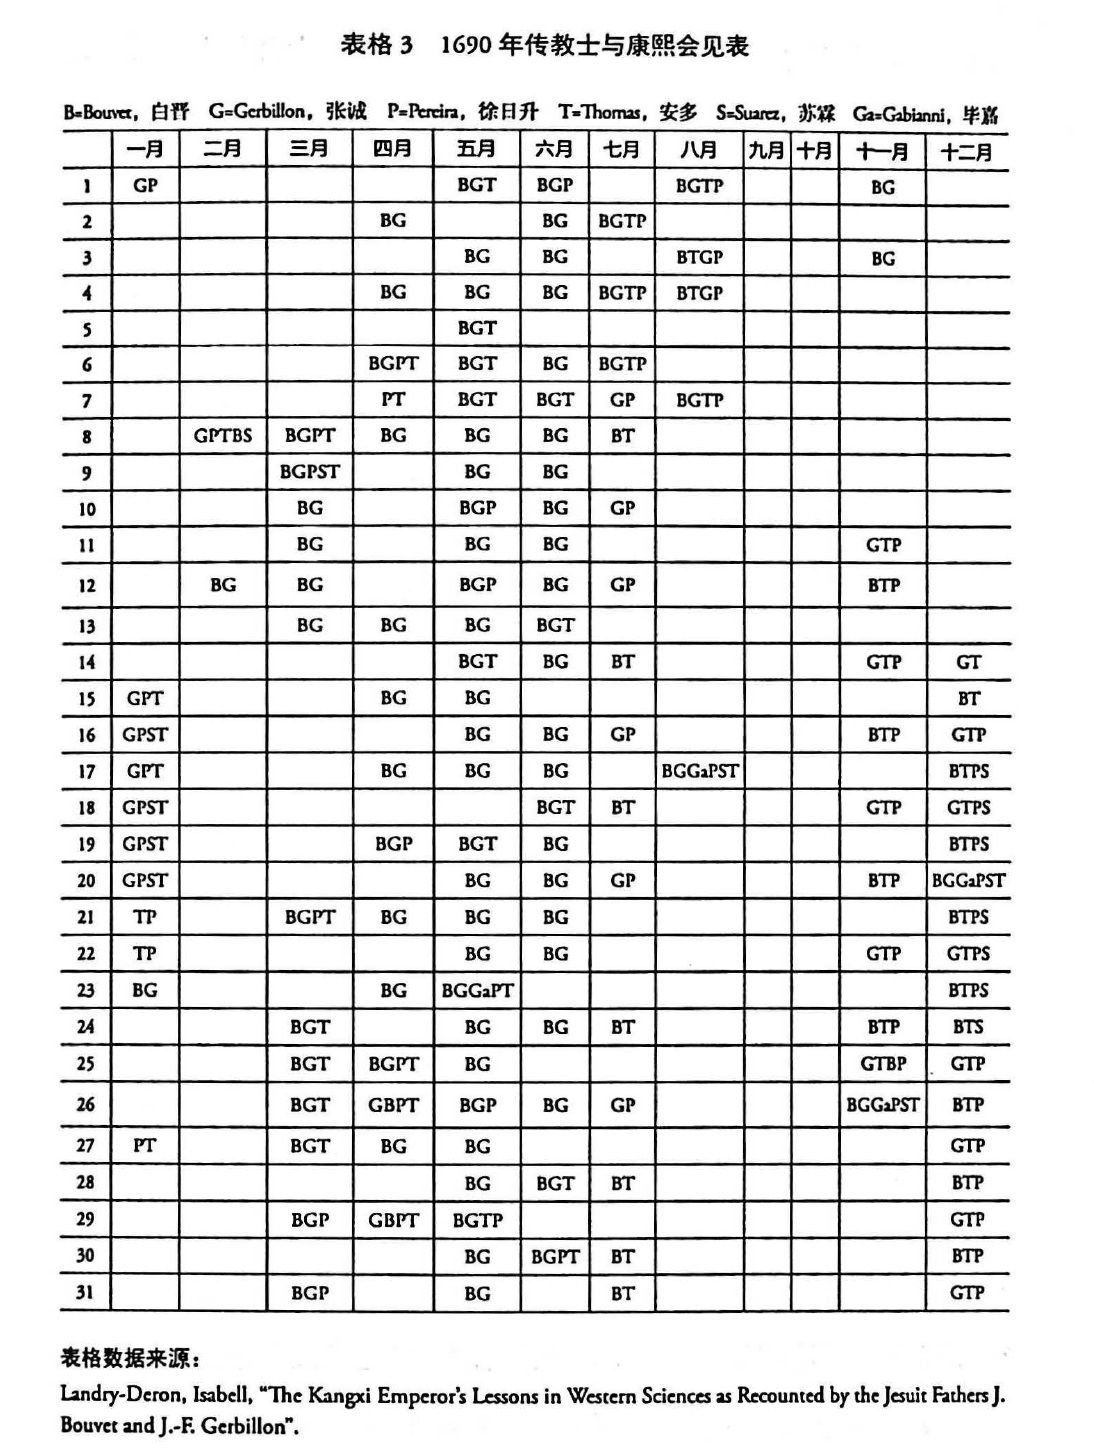 表格 3 1690 年传教士与康熙会见表
B=Bouvet, 白晋 G=Gerbillon, 张诚 P=Pereira, 徐日升 T=Thomas, 安多 S=Suarez, 苏霖 Ga=Gabianni, 毕嘉
一月 二月 三月 四月 五月 六月 七月 八月 九月 十月 十一月 十二月
1 GP BGT BGP BGTP BG
2 BG BG BGTP
3 BG BG BTGP BG
4 BG BG BG BGTP BTGP
5 BGT
6 BGPT BGT BG BGTP
7 PT BGT BGT GP BGTP
8 GPTBS BGPT BG BG BG BT
9 BGPST BG BG
10 BG BGP BG GP
11 BG BG BG GTP
12 BG BG BGP BG GP BTP
13 BG BG BG BGT
14 BGT BG BT GTP GT
15 GPT BG BG BT
16 GPST BG BG GP BTP GTP
17 GPT BG BG BG BGGaPST BTPS
18 GPST BGT BT GTP GTPS
19 GPST BGP BGT BG BTPS
20 GPST BG BG GP BTP BGGaPST
21 TP BGPT BG BG BG BTPS
22 TP BG BG GTP GTPS
23 BG BG BGGaPT BTPS
24 BGT BG BG BT BTP BTS
25 BGT BGPT BG GTBP GTP
26 BGT GBPT BGP BG GP BGGaPST BTP
27 PT BGT BG BG GTP
28 BG BGT BT BTP
29 BGP GBPT BGTP GTP
30 BG BGPT BT BTP
31 BGP BG BT GTP
表格数据来源：
Landry-Deron, Isabell, “The Kangxi Emperor's Lessons in Western Sciences as Recounted by the Jesuit Fathers J.
Bouvet and J.-F. Gerbillon”.